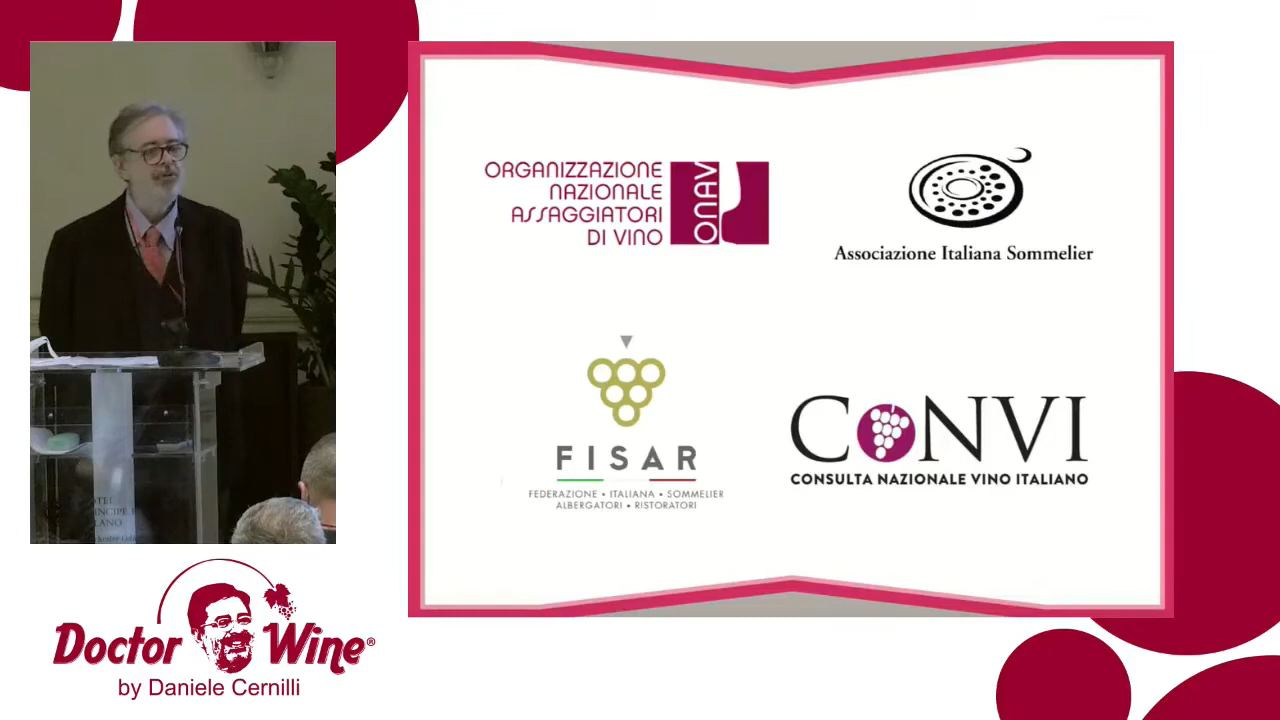 ORGANIZZAZIONE
NAZIONALE
ASSAGGIATORI
DI VINO
ONAV
Associazione Italiana Sommelier
FISAR
FEDERAZIONE • ITALIANA • SOMMELIER
ALBERGATORI • RISTORATORI
CONVI
CONSULTA NAZIONALE VINO ITALIANO
Doctor Wine®
by Daniele Cernilli